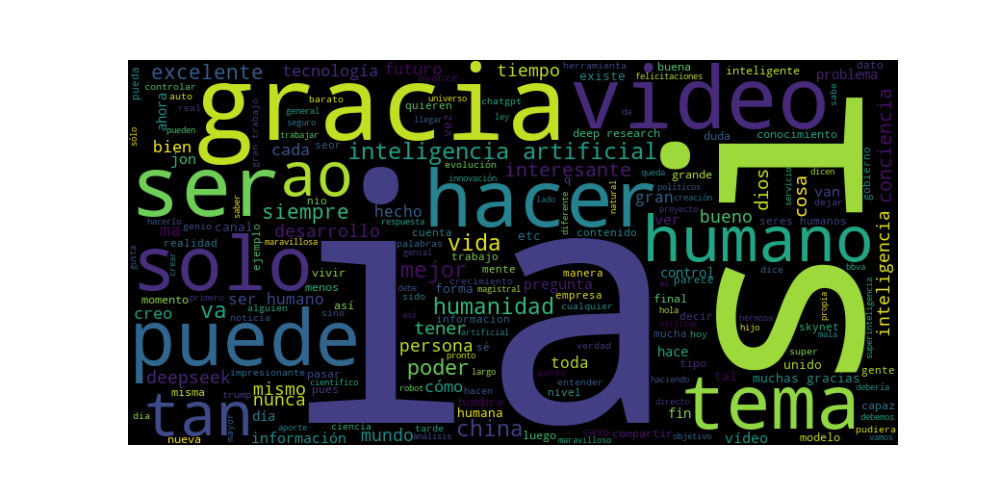 pueda excelente tecnología futuro tiempo herramienta buena inteligente dato
controlar avance existe felicitaciones problema
auto barato universo chatgpt quieren sabe
real general gracia video conciencia
ahora seguro llegar ley da
sólo pueden gran trabajo trabajar vez deep research duda conocimiento
bien cada seor inteligencia artificial grande dicen
jon evolución queda gobierno
ser ao interesante políticos dios cosa van
innovación q natural creación servicio dejar
nio hacer gran seres humanos
siempre hecho respuesta lado diferente proyecto bueno
hacerlo genio saber desarrollo cuenta etc contenido ver
ma canal humano sí
realidad maravillosa palabras vida
gusta solo ejemplo genial trabajo control dice bbva
crear vivir mejor mente manera parece inteligencia
menos crecimiento pregunta ai
momento primero ser humano forma debe magistral empresa final propia superinteligencia
creo va alguien así sido humanidad cualquier hola utilizar hermosa
noticia sino informacion decir hijo skynet
puede asi tener artificial mucha hoy mala
ia verdad super
persona sé pronto hace unido debería
impresionante pasar poder largo punto toda tipo gente
deepseek científico robot cómo entender tal muchas gracias
misma trump mismo pues hacen nivel haciendo debemos
nunca hombre tema capaz
tan día humana fin directo
dia mayor aporte ciencia tarde china caso compartir pudiera
nueva información mundo análisis luego maravilloso objetivo vídeo modelo vamos